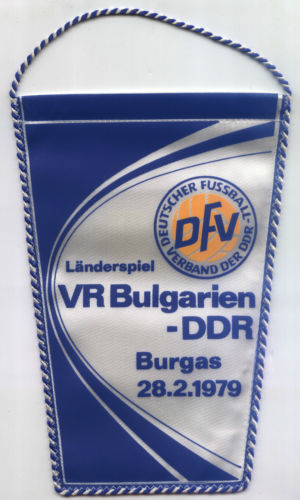 DEUTSCHER FUSSBALL-
VERBAND DER DDR
DFV
Länderspiel
VR Bulgarien
-DDR
Burgas
28.2.1979